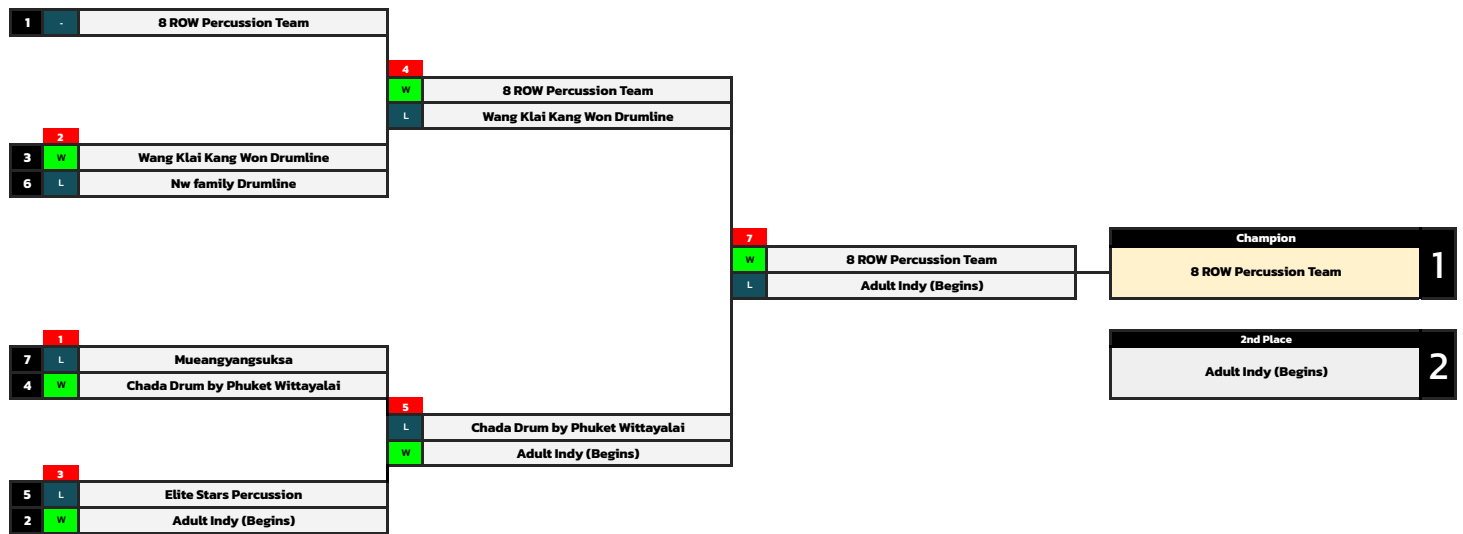 1 - 8 ROW Percussion Team
4
W 8 ROW Percussion Team
L Wang Klai Kang Won Drumline
2
3 W Wang Klai Kang Won Drumline
6 L Nw family Drumline
7
W 8 ROW Percussion Team
L Adult Indy (Begins)
Champion
8 ROW Percussion Team
1
2nd Place
Adult Indy (Begins)
2
1
7 L Mueangyangsuksa
4 W Chada Drum by Phuket Wittayalai
5
L Chada Drum by Phuket Wittayalai
W Adult Indy (Begins)
3
5 L Elite Stars Percussion
2 W Adult Indy (Begins)